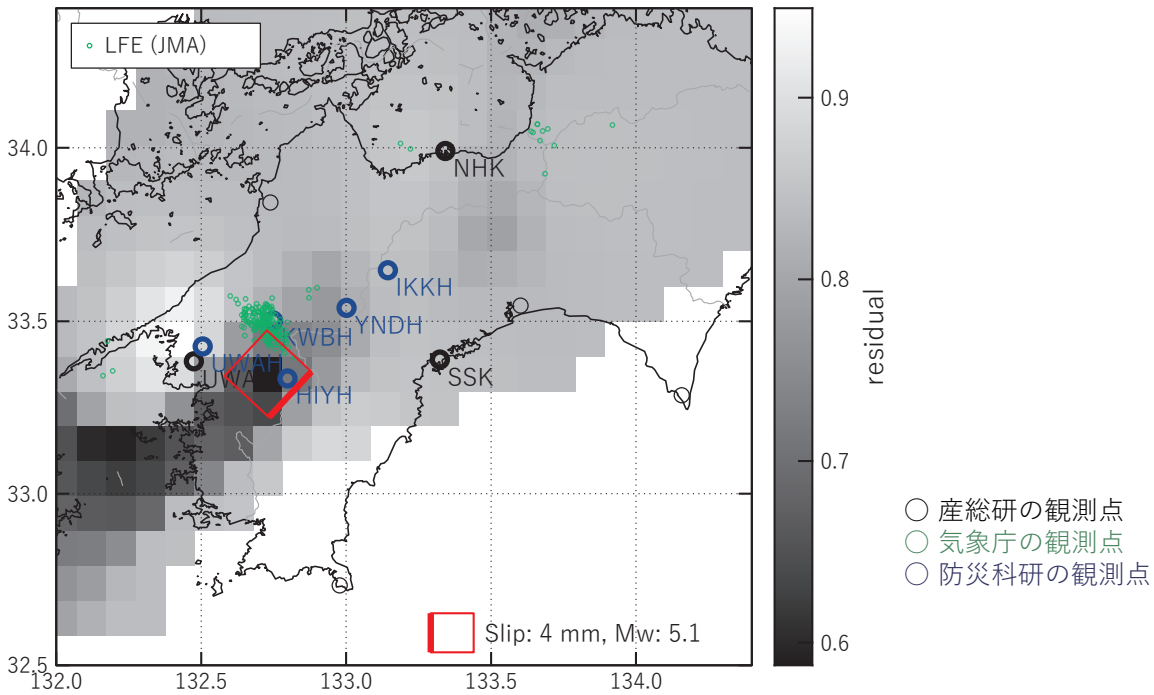 LFE (JMA)
34.0
33.5
33.0
32.5
132.0
132.5
133.0
133.5
134.0
NHK
IKKH
YNDH
KWBH
UWAH
UWA
HIYH
SSK
Slip: 4 mm, Mw: 5.1
0.9
0.8
0.7
0.6
residual
産総研の観測点
気象庁の観測点
防災科研の観測点